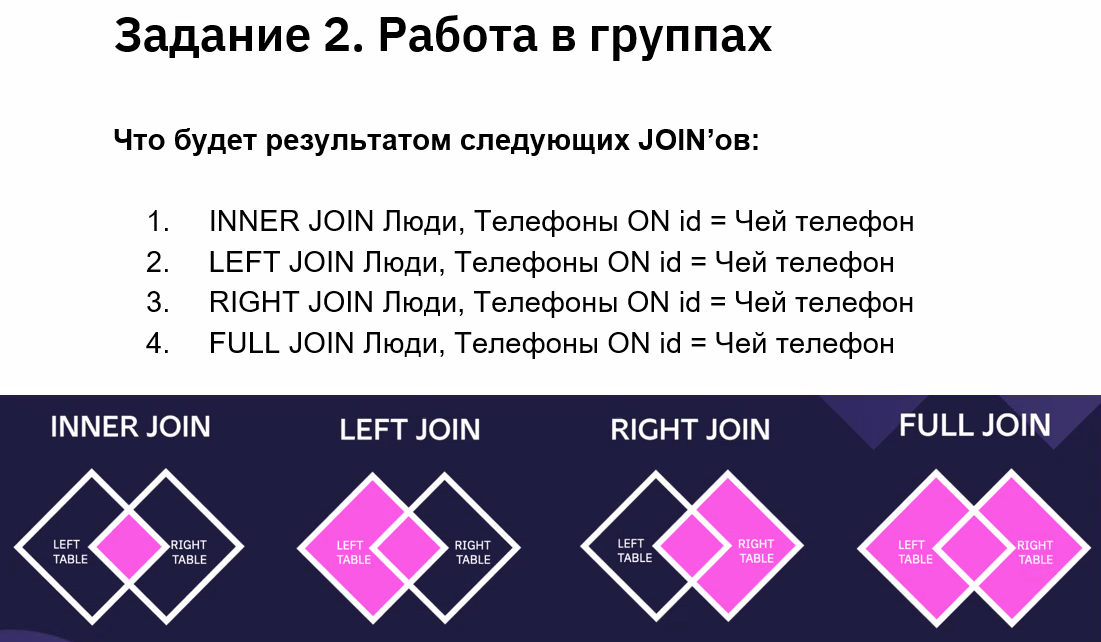 Задание 2. Работа в группах
Что будет результатом следующих JOIN’ов:
1. INNER JOIN Люди, Телефоны ON id = Чей телефон
2. LEFT JOIN Люди, Телефоны ON id = Чей телефон
3. RIGHT JOIN Люди, Телефоны ON id = Чей телефон
4. FULL JOIN Люди, Телефоны ON id = Чей телефон
INNER JOIN
LEFT
TABLE
RIGHT
TABLE
LEFT JOIN
LEFT
TABLE
RIGHT
TABLE
RIGHT JOIN
LEFT
TABLE
RIGHT
TABLE
FULL JOIN
LEFT
TABLE
RIGHT
TABLE